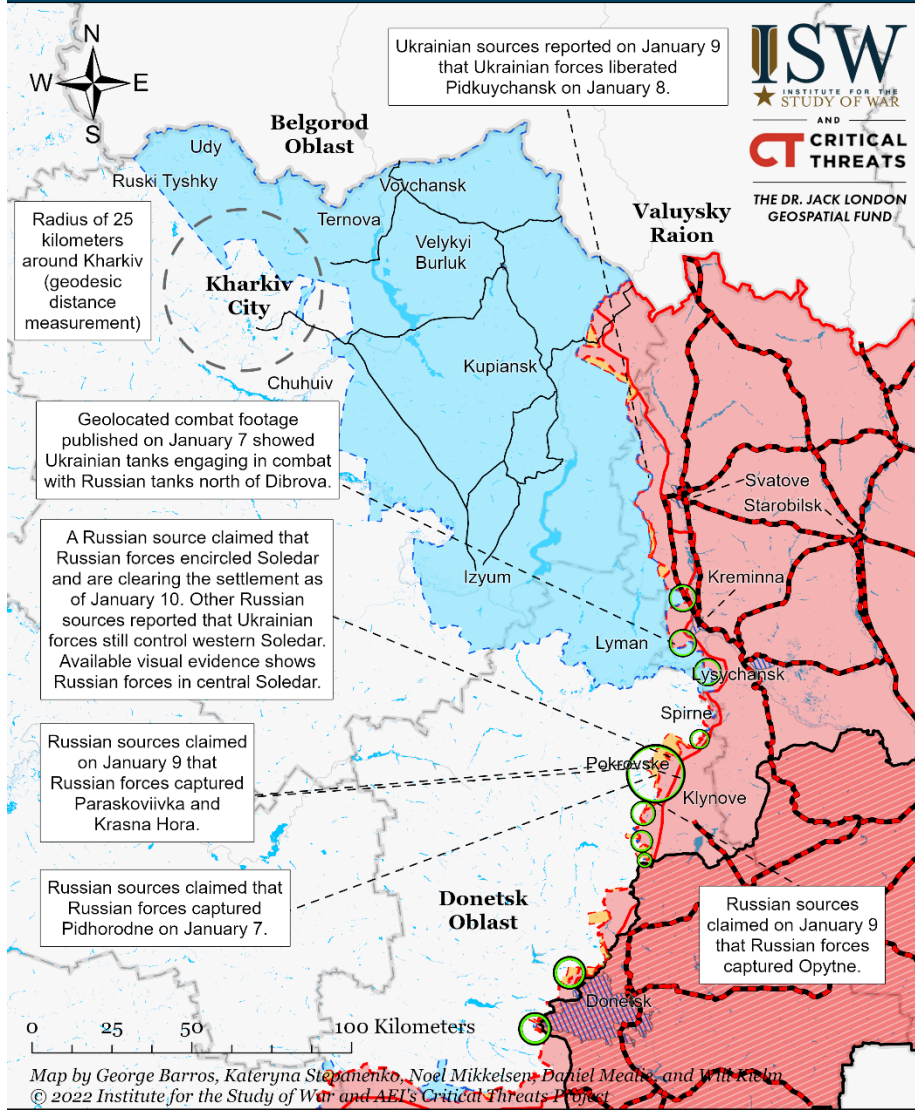 N
W E
S
Ukrainian sources reported on January 9
that Ukrainian forces liberated
Pidkuychansk on January 8.
ISW
INSTITUTE FOR THE
STUDY OF WAR
AND
CT CRITICAL
THREATS
THE DR. JACK LONDON
GEOSPATIAL FUND
Belgorod
Oblast
Udy
Ruski Tyshky
Vovchansk
Ternova
Velykyi
Burluk
Valuysky
Raion
Radius of 25
kilometers
around Kharkiv
(geodesic
distance
measurement)
Kharkiv
City
Kupiansk
Chuhuiv
Geolocated combat footage
published on January 7 showed
Ukrainian tanks engaging in combat
with Russian tanks north of Dibrova.
Svatove
Starobilsk
A Russian source claimed that
Russian forces encircled Soledar
and are clearing the settlement as
of January 10. Other Russian
sources reported that Ukrainian
forces still control western Soledar.
Available visual evidence shows
Russian forces in central Soledar.
Izyum
Kreminna
Lyman
Lysychansk
Spirne
Russian sources claimed
on January 9 that
Russian forces captured
Paraskoviivka and
Krasna Hora.
Pokrovske
Klynove
Russian sources claimed that
Russian forces captured
Pidhorodne on January 7.
Donetsk
Oblast
Russian sources
claimed on January 9
that Russian forces
captured Opytne.
Donetsk
0 25 50 100 Kilometers
Map by George Barros, Kateryna Stepanenko, Noel Mikkelsen, Daniel Mealie, and Will Kielm
© 2022 Institute for the Study of War and AEI's Critical Threats Project